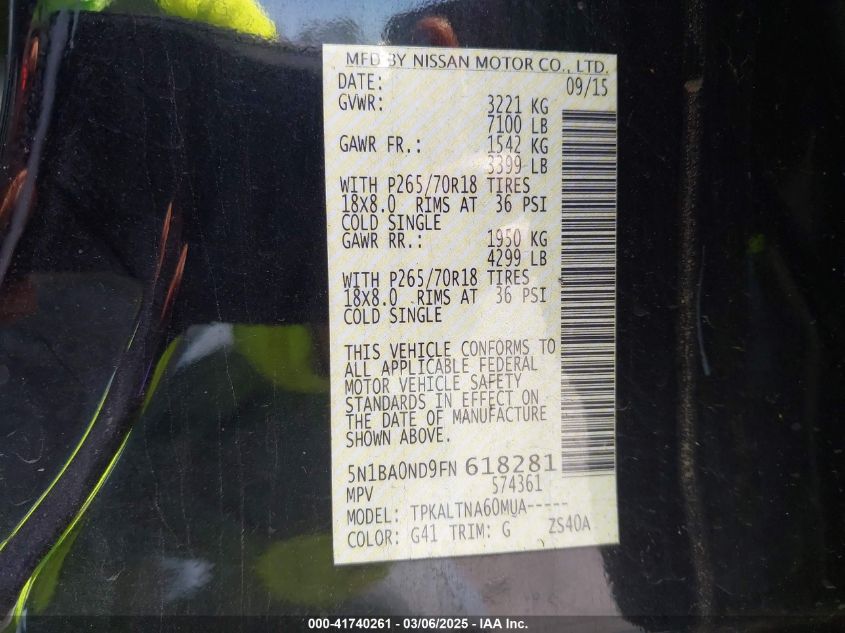 MFD BY NISSAN MOTOR CO., LTD.
DATE: 09/15
GVWR: 3221 KG
7100 LB
GAWR FR.: 1542 KG
3399 LB
WITH P265/70R18 TIRES
18X8.0 RIMS AT 36 PSI
COLD SINGLE
GAWR RR.: 1950 KG
4299 LB
WITH P265/70R18 TIRES
18X8.0 RIMS AT 36 PSI
COLD SINGLE
THIS VEHICLE CONFORMS TO
ALL APPLICABLE FEDERAL
MOTOR VEHICLE SAFETY
STANDARDS IN EFFECT ON
THE DATE OF MANUFACTURE
SHOWN ABOVE.
5N1BA0ND9FN 618281
MPV 574361
MODEL: TPKALTNA60MUA-----
COLOR: G41 TRIM: G ZS40A
000-41740261 - 03/06/2025 - IAA Inc.